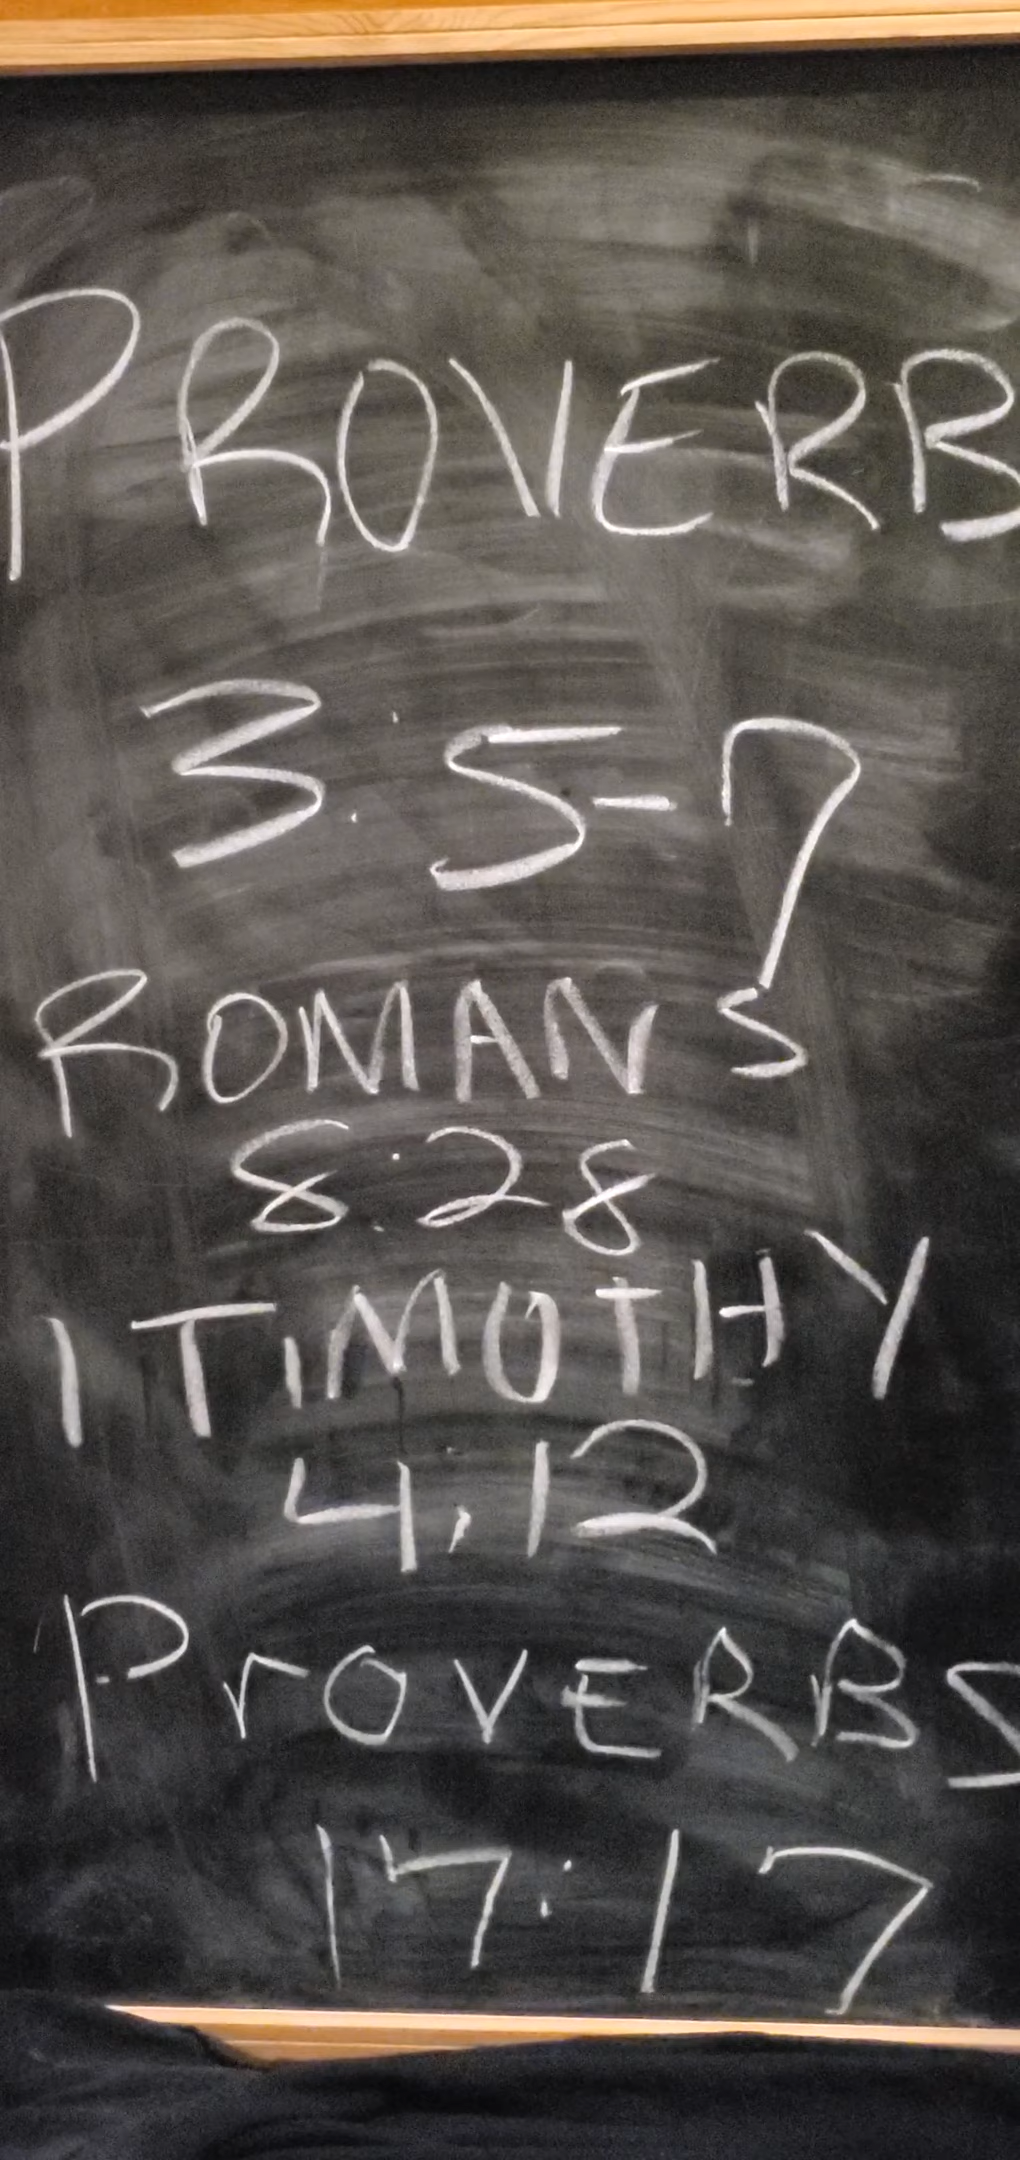 PROVERB
3:5-7
ROMANS
8:28
1 TIMOTHY
4:12
PrOVERBS
17:17